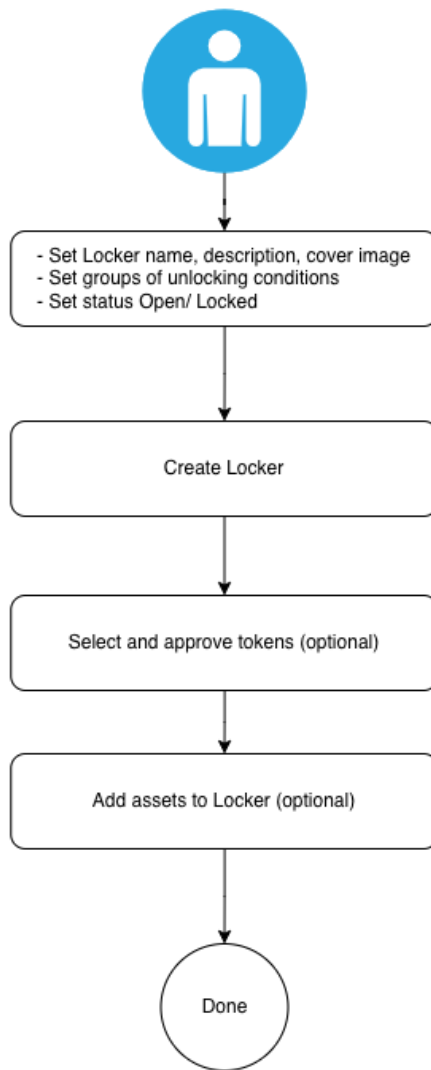 - Set Locker name, description, cover image
- Set groups of unlocking conditions
- Set status Open/ Locked
Create Locker
Select and approve tokens (optional)
Add assets to Locker (optional)
Done